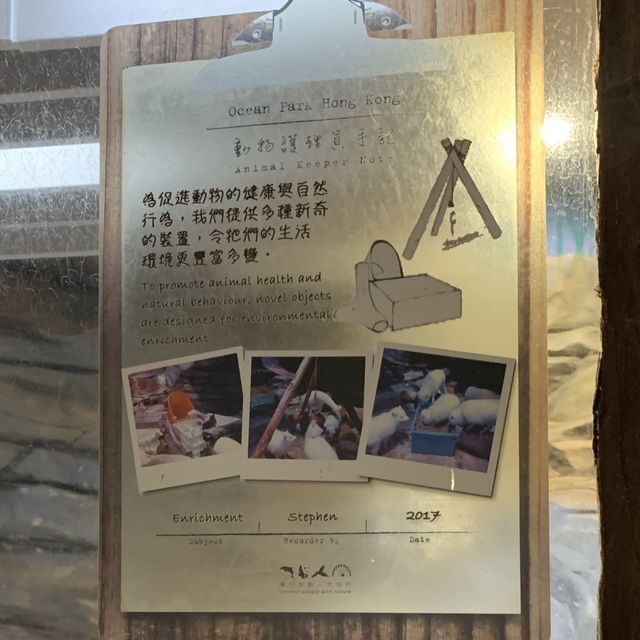 Ocean Park Hong Kong
動物護理員手記
Animal Keeper Note
為促進動物的健康與自然
行為，我們提供多種新奇
的裝置，令牠們的生活
環境更豐富多變。
To promote animal health and
natural behaviour, novel objects
are designed for environmental
enrichment.
Enrichment Stephen 2017
Subject Recorder by Date
Connect people with nature